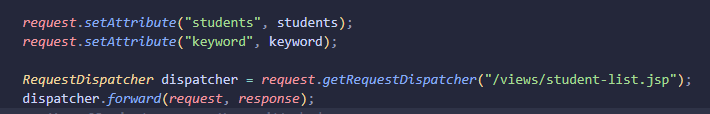 request.setAttribute("students", students);
request.setAttribute("keyword", keyword);
RequestDispatcher dispatcher = request.getRequestDispatcher("/views/student-list.jsp");
dispatcher.forward(request, response);